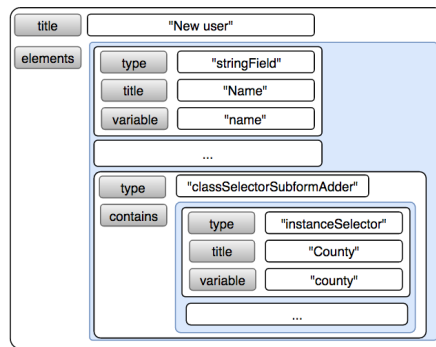 title "New user"
elements
type "stringField"
title "Name"
variable "name"
...
type "classSelectorSubformAdder"
contains
type "instanceSelector"
title "County"
variable "county"
...